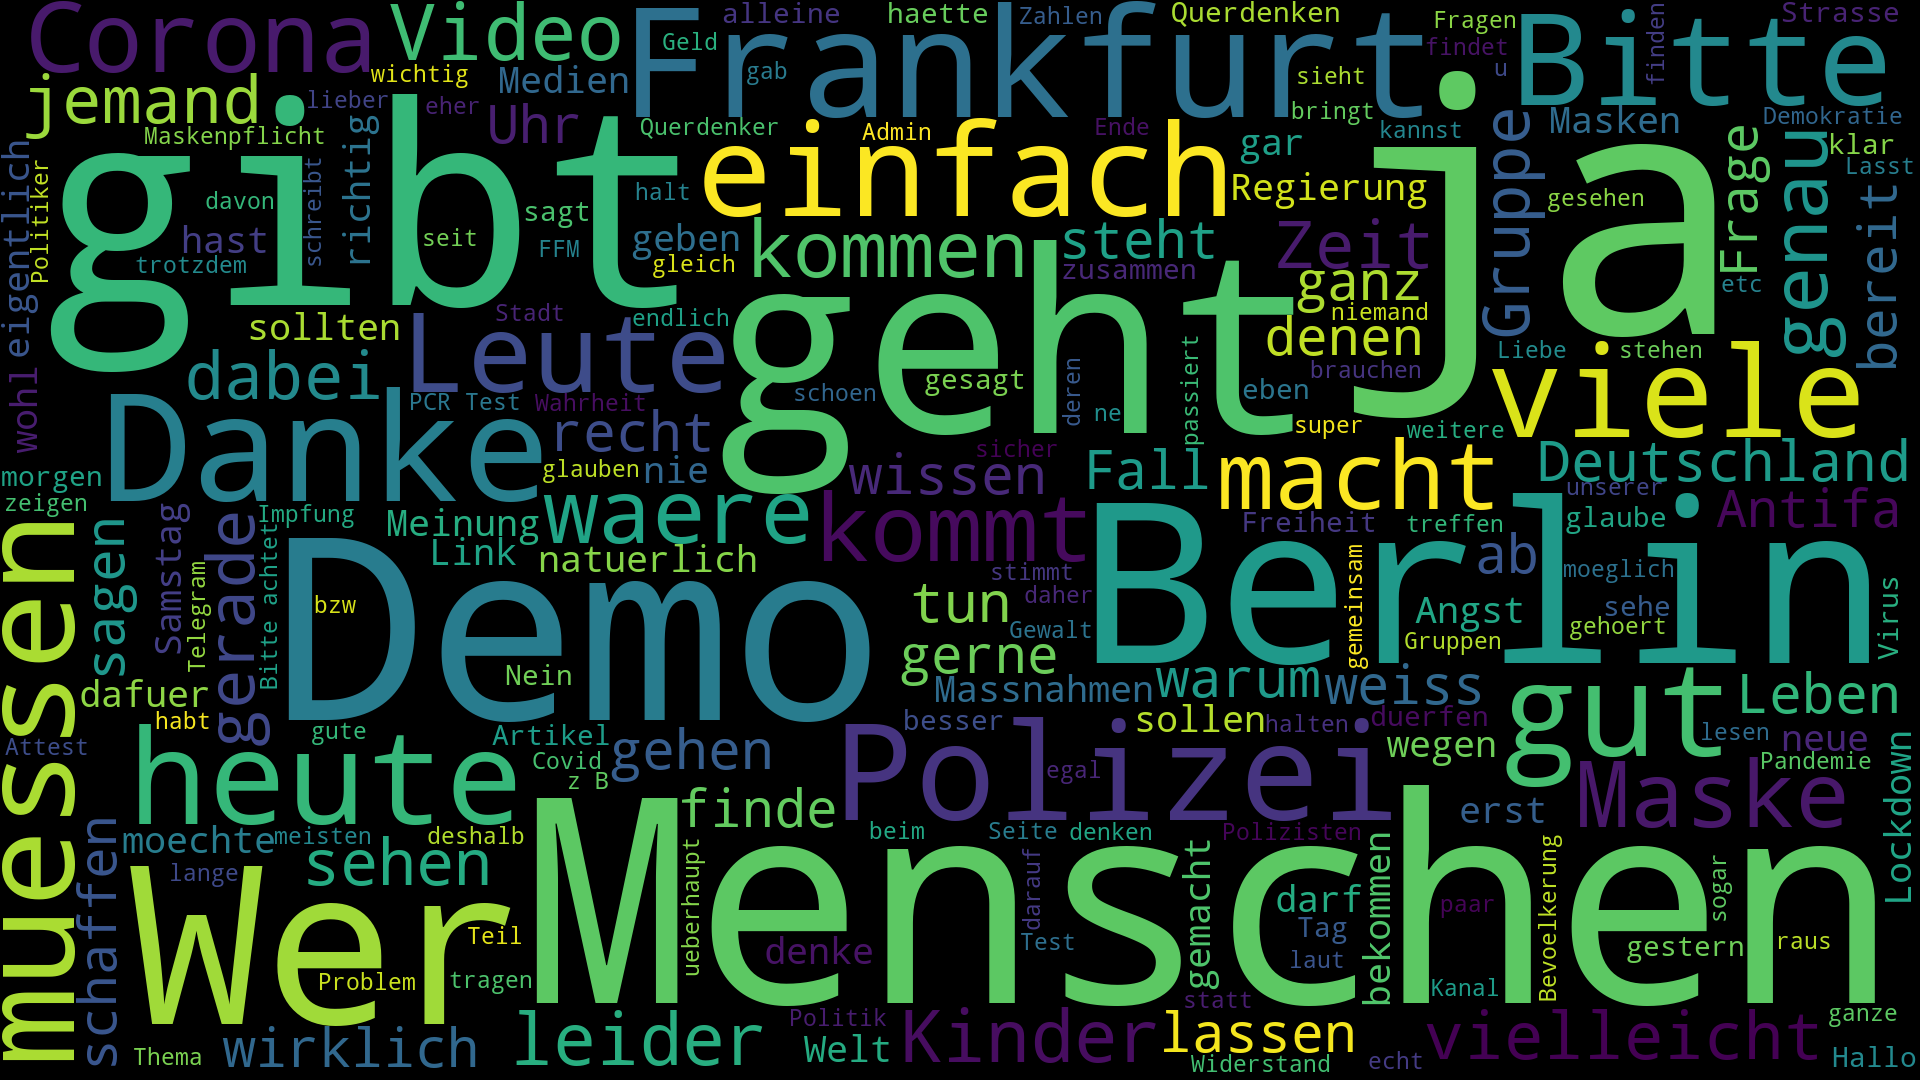 Corona
Video
Frankfurt
alleine
haette
Zahlen
Querdenken
Fragen
Strasse
Bitte
Geld
gab
findet
finden
sieht
u
wichtig
Medien
jemand
lieber
eher
Uhr
bringt
Masken
Demokratie
Maskenpflicht
Querdenker
Admin
Ende
kannst
gibt
einfach
ja
gar
Gruppe
Frage
genau
klar
Lasst
eigentlich
Politiker
schreibt
richtig
davon
halt
Regierung
gesehen
bereit
hast
seit
sagt
FFM
geben
kommen
steht
Zeit
trotzdem
gleich
zusammen
ganz
etc
sollten
Stadt
endlich
niemand
denen
Leute
geht
Liebe
stehen
dabei
gesagt
schoen
deren
passiert
eben
brauchen
viele
wohl
Danke
PCR Test
Wahrheit
ne
super
weitere
recht
sicher
morgen
glauben
nie
wissen
Fall
macht
Deutschland
zeigen
unserer
muessen
sagen
Samstag
gerade
Impfung
Meinung
waere
kommt
Berlin
Freiheit
treffen
glaube
Antifa
Link
natuerlich
ab
Telegram
Bitte achtet
Demo
stimmt
gemeinsam
moeglich
bzw
tun
daher
Angst
sehe
Virus
Gewalt
Gruppen
gehoert
gerne
Nein
dafuer
Massnahmen
warum
weiss
gut
Leben
habt
besser
sollen
halten
duerfen
Attest
heute
gute
Artikel
gehen
Polizei
wegen
lesen
neue
Covid
egal
Pandemie
Lockdown
z B
Maske
schaffen
moechte
meisten
deshalb
finde
beim
Seite
denken
Polizisten
erst
sehen
Menschen
lange
Wer
ueberhaupt
darauf
gemacht
darf
bekommen
paar
Bevoelkerung
sogar
Teil
denke
Test
Tag
gestern
raus
Problem
tragen
laut
Kanal
statt
wirklich
leider
Politik
Kinder
lassen
vielleicht
ganze
Thema
Welt
Widerstand
echt
Hallo